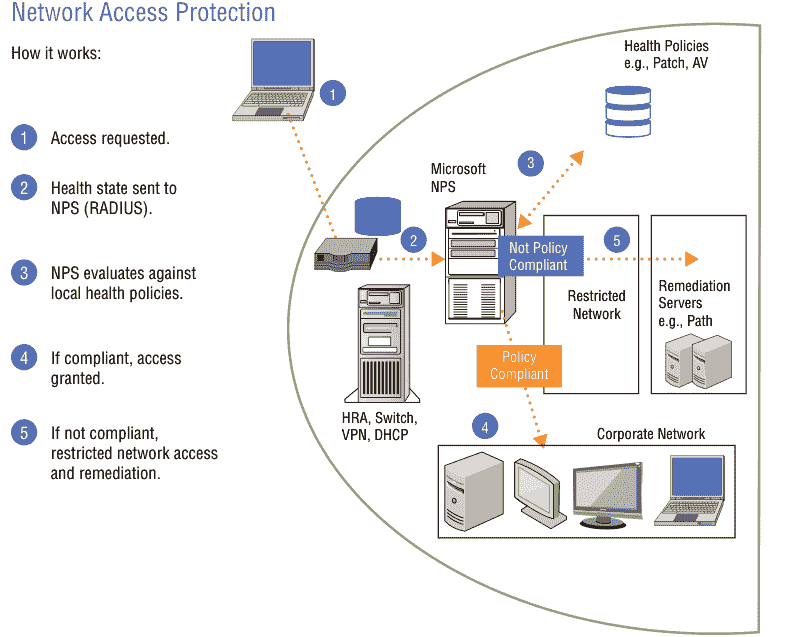 Network Access Protection
How it works:
1
Access requested.
2
Health state sent to
NPS (RADIUS).
3
NPS evaluates against
local health policies.
4
If compliant, access
granted.
5
If not compliant,
restricted network access
and remediation.
1
Health Policies
e.g., Patch, AV
Microsoft
NPS
3
2
Not Policy
Compliant
5
Restricted
Network
Remediation
Servers
e.g., Path
Policy
Compliant
HRA, Switch,
VPN, DHCP
4
Corporate Network